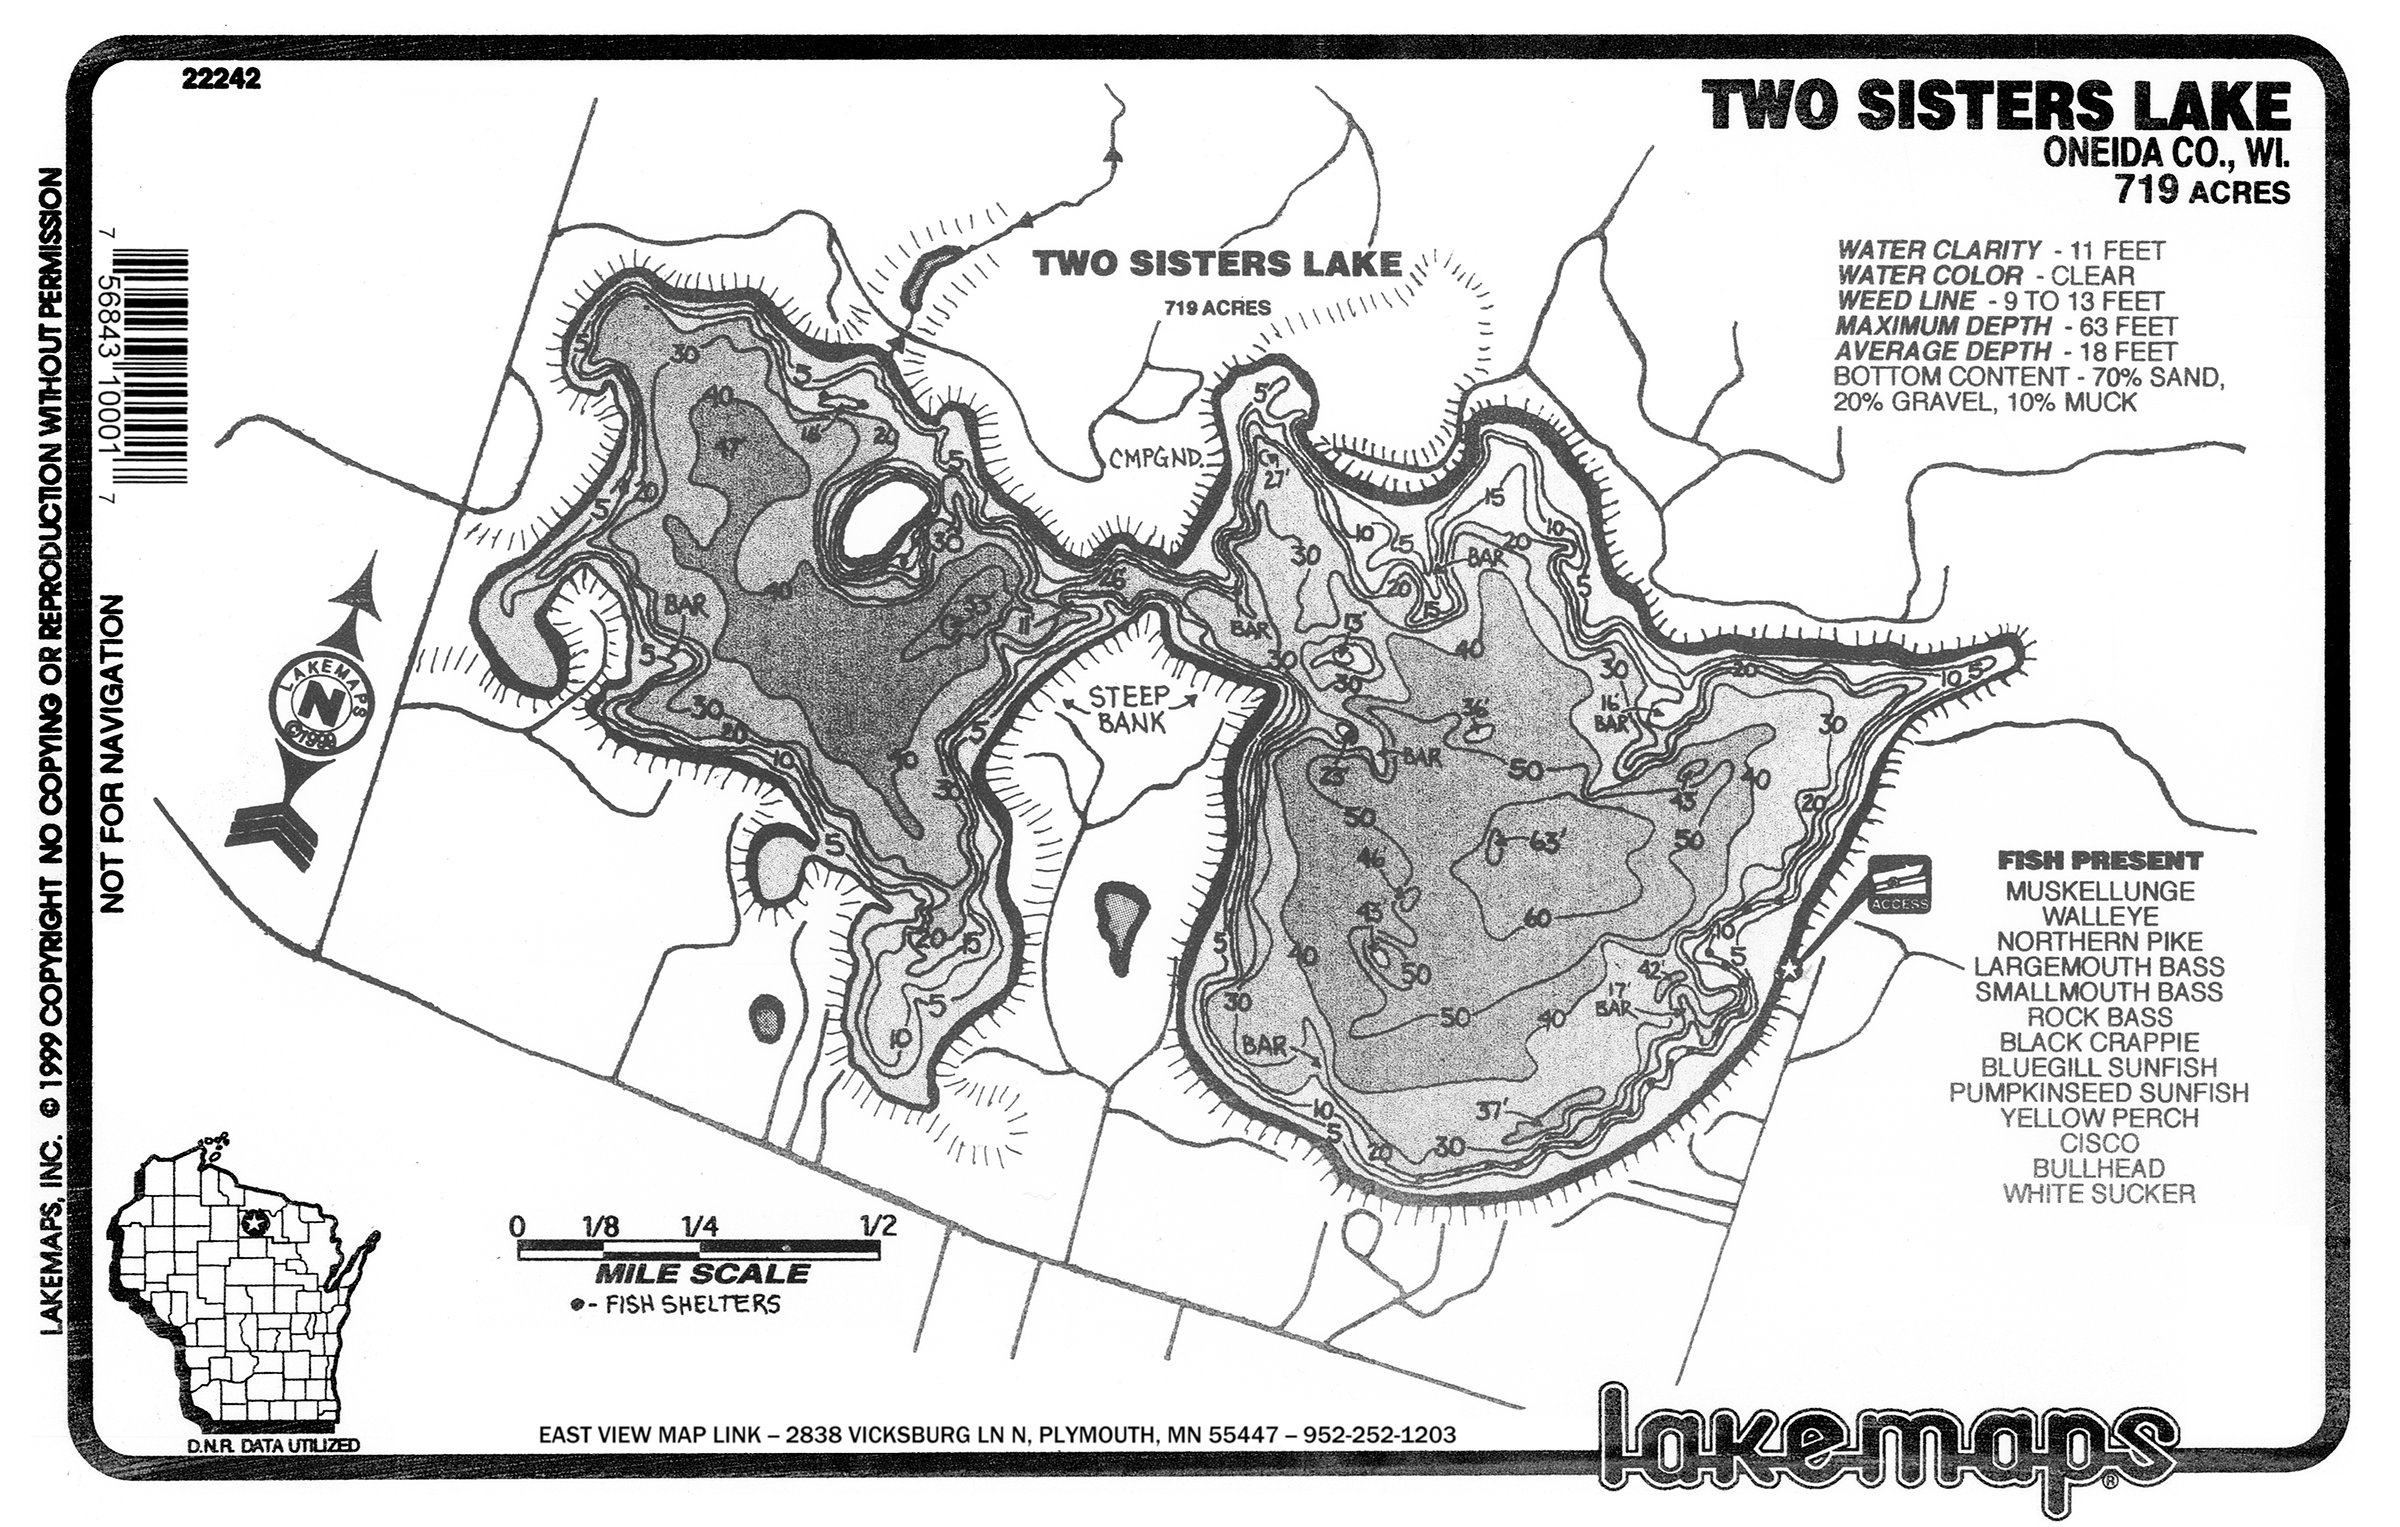 22242
TWO SISTERS LAKE
ONEIDA CO., WI.
719 ACRES
WATER CLARITY - 11 FEET
WATER COLOR - CLEAR
WEED LINE - 9 TO 13 FEET
MAXIMUM DEPTH - 63 FEET
AVERAGE DEPTH - 18 FEET
BOTTOM CONTENT - 70% SAND,
20% GRAVEL, 10% MUCK
TWO SISTERS LAKE
719 ACRES
LAKEMAPS, INC. © 1999 COPYRIGHT NO COPYING OR REPRODUCTION WITHOUT PERMISSION
7 56843 10001 7
NOT FOR NAVIGATION
LAKEMAPS
N
©1999
CMPGND.
5
30
5
40
47'
16'
20
5
20
5
30
40
BAR
5
33'
11'
26
30
20
10
50
30
5
5
20
15
5
10
STEEP
BANK
5
27'
10
15
15
10
20
BAR
30
20
15
5
BAR
13'
30
30
40
30
20
10
5
16'
BAR
36'
30
BAR
23'
50
43'
40
20
50
46'
63'
50
43'
60
50
10
5
5
40
42'
17'
BAR
30
50
40
BAR
10
5
37'
20
30
ACCESS
FISH PRESENT
MUSKELLUNGE
WALLEYE
NORTHERN PIKE
LARGEMOUTH BASS
SMALLMOUTH BASS
ROCK BASS
BLACK CRAPPIE
BLUEGILL SUNFISH
PUMPKINSEED SUNFISH
YELLOW PERCH
CISCO
BULLHEAD
WHITE SUCKER
0 1/8 1/4 1/2
MILE SCALE
- FISH SHELTERS
D.N.R. DATA UTILIZED
EAST VIEW MAP LINK – 2838 VICKSBURG LN N, PLYMOUTH, MN 55447 – 952-252-1203
lakemaps®